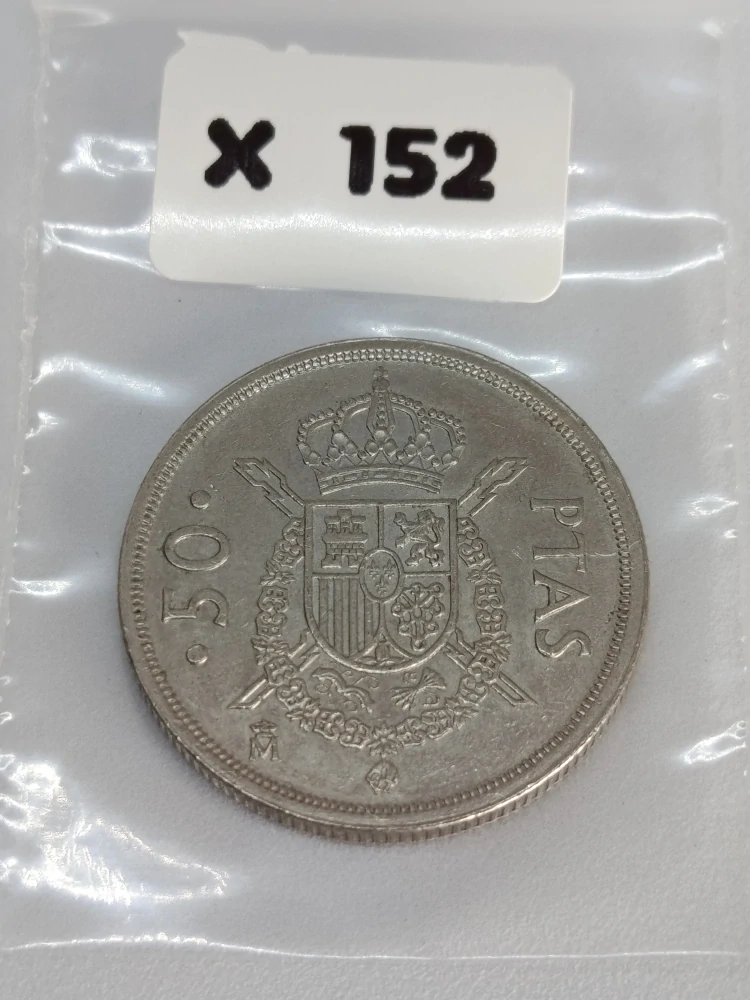 X 152
·50·
PTAS
M